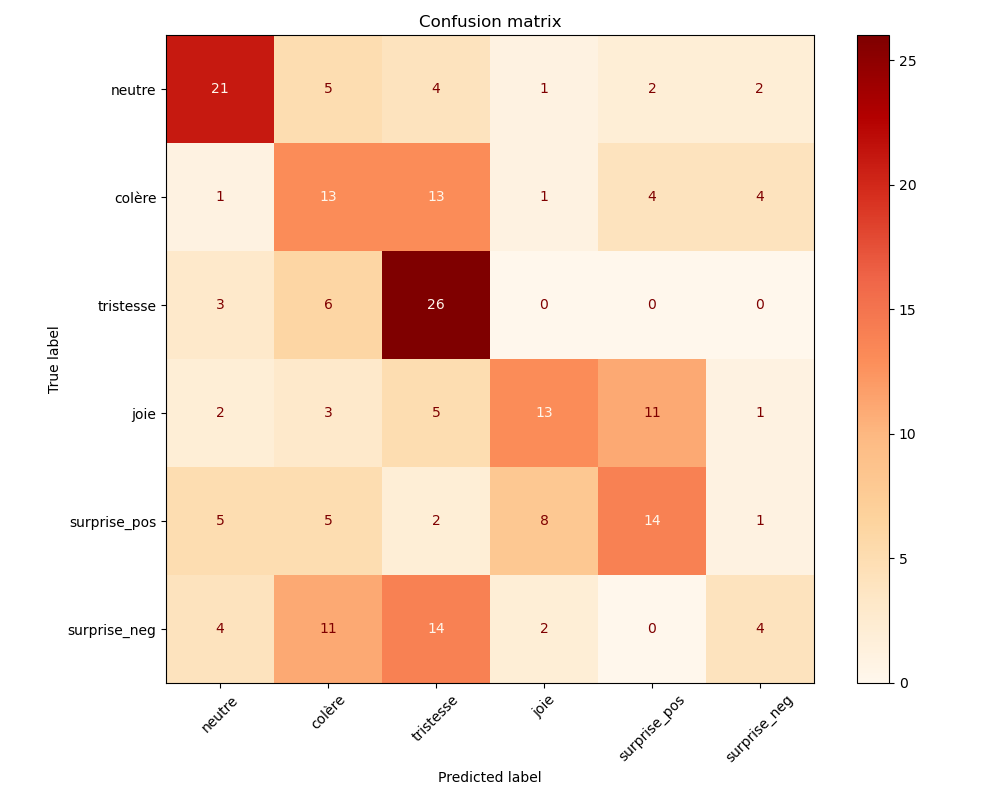 Confusion matrix
True label
neutre 21 5 4 1 2 2
colère 1 13 13 1 4 4
tristesse 3 6 26 0 0 0
joie 2 3 5 13 11 1
surprise_pos 5 5 2 8 14 1
surprise_neg 4 11 14 2 0 4
neutre colère tristesse joie surprise_pos surprise_neg
Predicted label
25
20
15
10
5
0